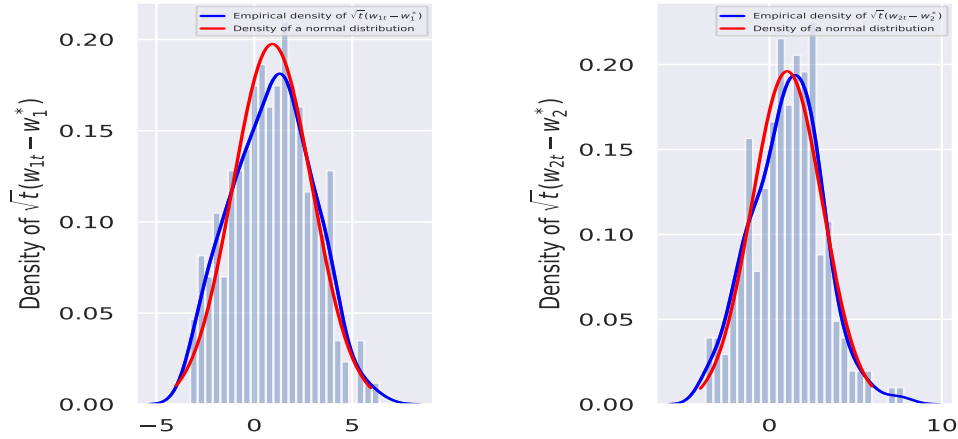 Empirical density of √t(w₁ₜ − w₁*)
Density of a normal distribution
Density of √t(w₁ₜ − w₁*)
0.20
0.15
0.10
0.05
0.00
−5
0
5
Empirical density of √t(w₂ₜ − w₂*)
Density of a normal distribution
Density of √t(w₂ₜ − w₂*)
0.20
0.15
0.10
0.05
0.00
0
10